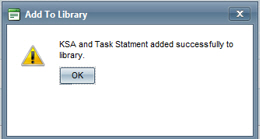 Add To Library
KSA and Task Statment added successfully to
library.
OK